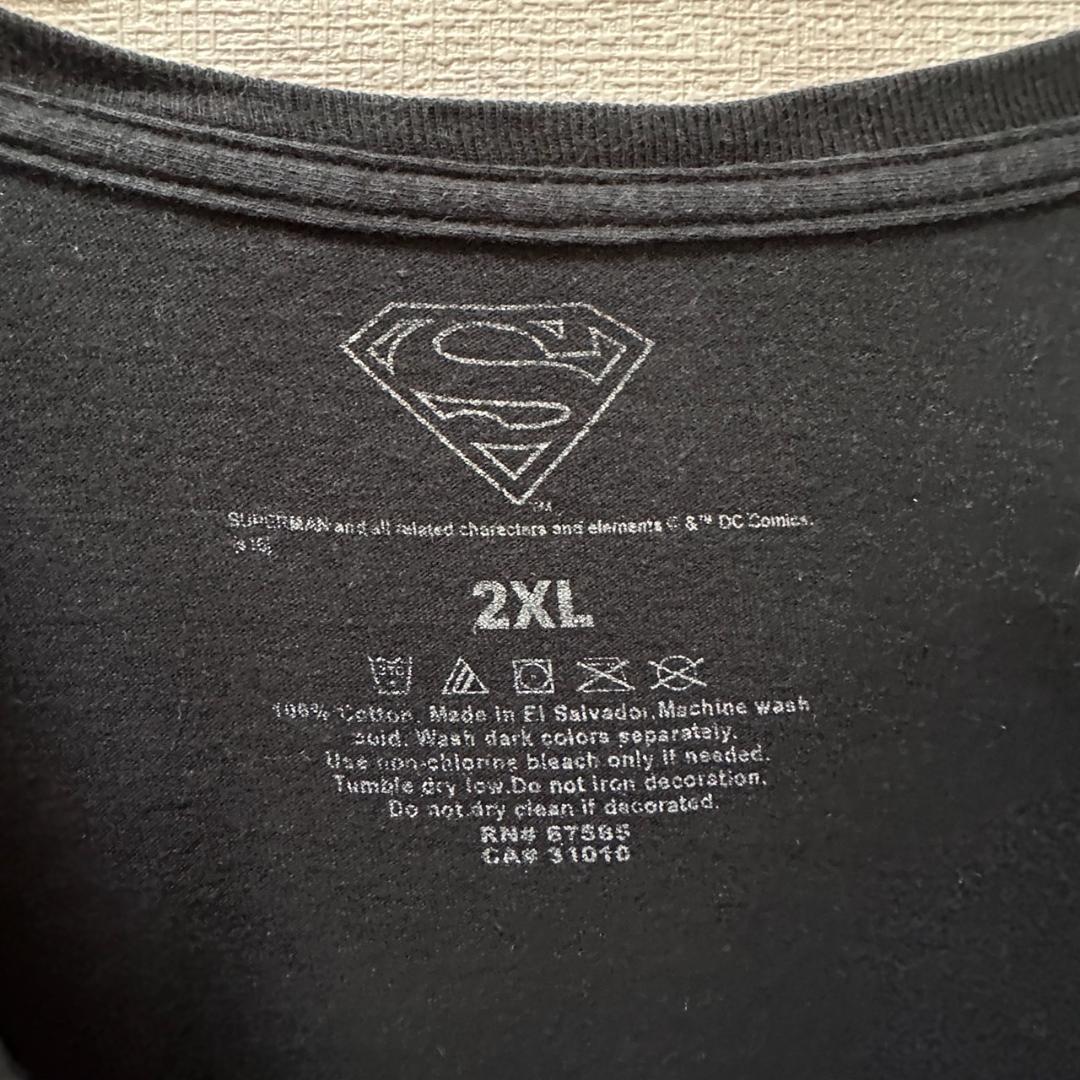 S
TM
SUPERMAN and all related characters and elements © &™ DC Comics.
2XL
100% Cotton. Made in El Salvador. Machine wash
cold. Wash dark colors separately.
Use non-chlorine bleach only if needed.
Tumble dry low.Do not iron decoration.
Do not dry clean if decorated.
RN#
CA# 31010